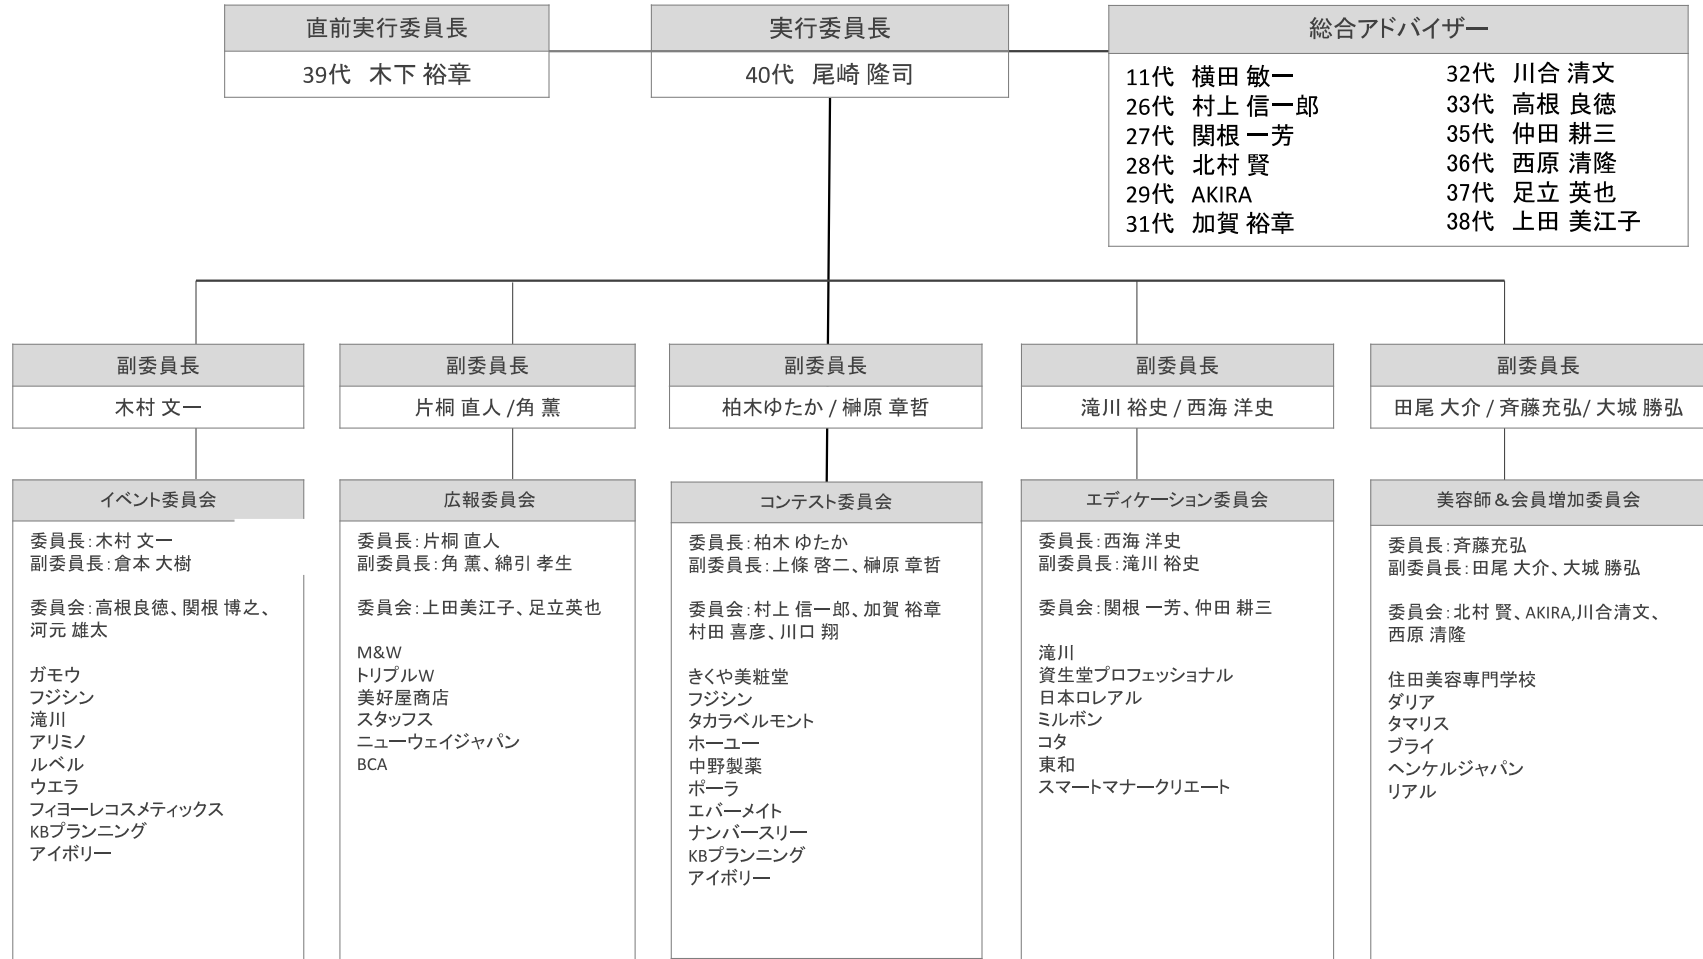 直前実行委員長
39代 木下 裕章
実行委員長
40代 尾崎 隆司
総合アドバイザー
11代 横田 敏一
26代 村上 信一郎
27代 関根 一芳
28代 北村 賢
29代 AKIRA
31代 加賀 裕章
32代 川合 清文
33代 高根 良徳
35代 仲田 耕三
36代 西原 清隆
37代 足立 英也
38代 上田 美江子
副委員長
木村 文一
副委員長
片桐 直人 /角 薫
副委員長
柏木ゆたか / 榊原 章哲
副委員長
滝川 裕史 / 西海 洋史
副委員長
田尾 大介 / 斉藤充弘/ 大城 勝弘
イベント委員会
委員長：木村 文一
副委員長：倉本 大樹
委員会：高根良徳、関根 博之、
河元 雄太
ガモウ
フジシン
滝川
アリミノ
ルベル
ウエラ
フィヨーレコスメティックス
KBプランニング
アイボリー
広報委員会
委員長：片桐 直人
副委員長：角 薫、綿引 孝生
委員会：上田美江子、足立英也
M&W
トリプルW
美好屋商店
スタッフス
ニューウェイジャパン
BCA
コンテスト委員会
委員長：柏木 ゆたか
副委員長：上條 啓二、榊原 章哲
委員会：村上 信一郎、加賀 裕章
村田 喜彦、川口 翔
きくや美粧堂
フジシン
タカラベルモント
ホーユー
中野製薬
ポーラ
エバーメイト
ナンバースリー
KBプランニング
アイボリー
エディケーション委員会
委員長：西海 洋史
副委員長：滝川 裕史
委員会：関根 一芳、仲田 耕三
滝川
資生堂プロフェッショナル
日本ロレアル
ミルボン
コタ
東和
スマートマナークリエート
美容師＆会員増加委員会
委員長：斉藤充弘
副委員長：田尾 大介、大城 勝弘
委員会：北村 賢、AKIRA,川合清文、
西原 清隆
住田美容専門学校
ダリア
タマリス
ブライ
ヘンケルジャパン
リアル